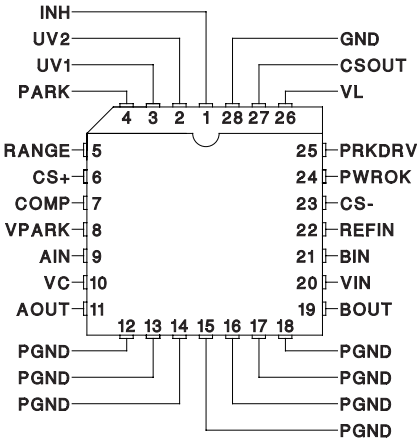 INH
UV2 GND
UV1 CSOUT
PARK VL
4 3 2 1 28 27 26
RANGE 5 25 PRKDRV
CS+ 6 24 PWROK
COMP 7 23 CS-
VPARK 8 22 REFIN
AIN 9 21 BIN
VC 10 20 VIN
AOUT 11 19 BOUT
12 13 14 15 16 17 18
PGND PGND
PGND PGND
PGND PGND
PGND